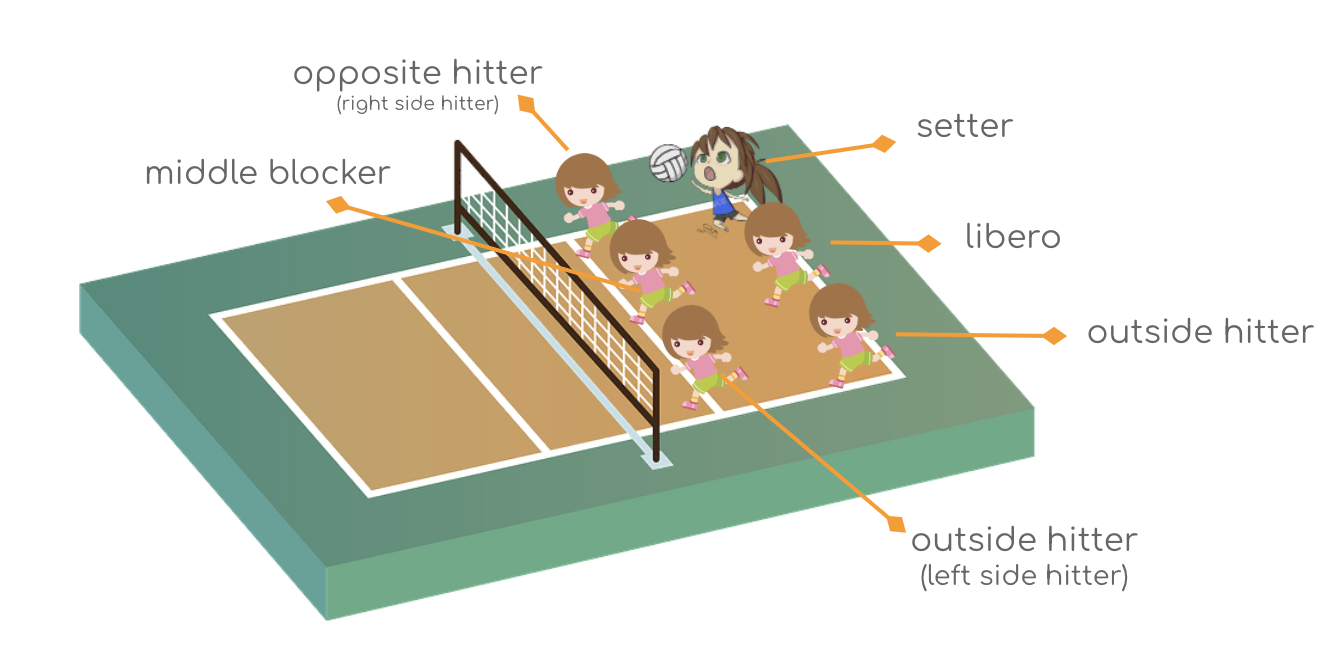 opposite hitter
(right side hitter)
setter
middle blocker
libero
outside hitter
outside hitter
(left side hitter)